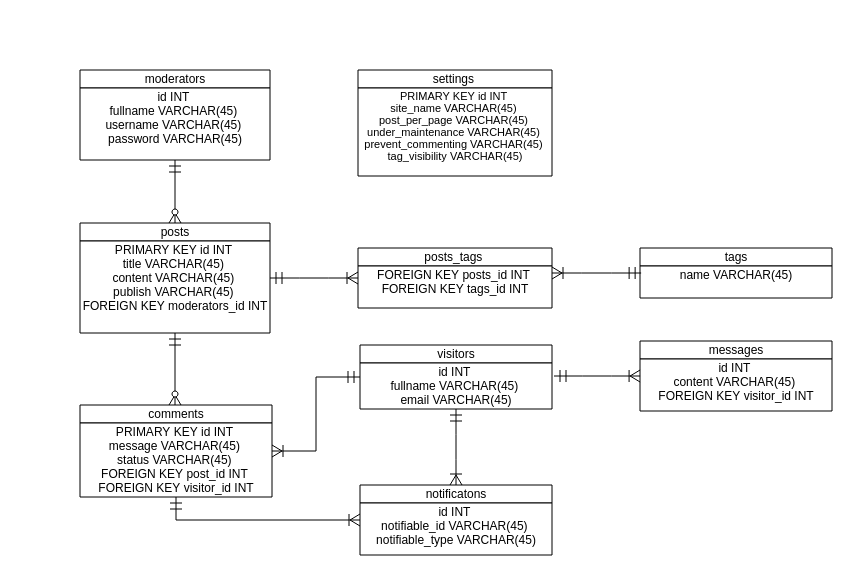 moderators
id INT
fullname VARCHAR(45)
username VARCHAR(45)
password VARCHAR(45)
settings
PRIMARY KEY id INT
site_name VARCHAR(45)
post_per_page VARCHAR(45)
under_maintenance VARCHAR(45)
prevent_commenting VARCHAR(45)
tag_visibility VARCHAR(45)
posts
PRIMARY KEY id INT
title VARCHAR(45)
content VARCHAR(45)
publish VARCHAR(45)
FOREIGN KEY moderators_id INT
posts_tags
FOREIGN KEY posts_id INT
FOREIGN KEY tags_id INT
tags
name VARCHAR(45)
visitors
id INT
fullname VARCHAR(45)
email VARCHAR(45)
messages
id INT
content VARCHAR(45)
FOREIGN KEY visitor_id INT
comments
PRIMARY KEY id INT
message VARCHAR(45)
status VARCHAR(45)
FOREIGN KEY post_id INT
FOREIGN KEY visitor_id INT
notificatons
id INT
notifiable_id VARCHAR(45)
notifiable_type VARCHAR(45)